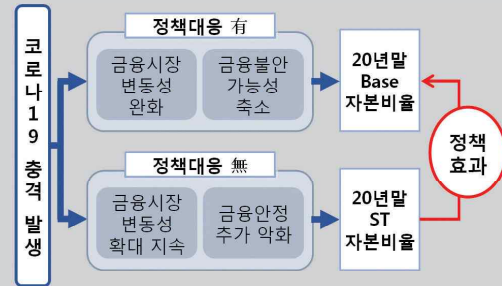 코로나19 충격 발생
정책대응 有
금융시장
변동성
완화
금융불안
가능성
축소
20년말
Base
자본비율
정책
효과
정책대응 無
금융시장
변동성
확대 지속
금융안정
추가 악화
20년말
ST
자본비율